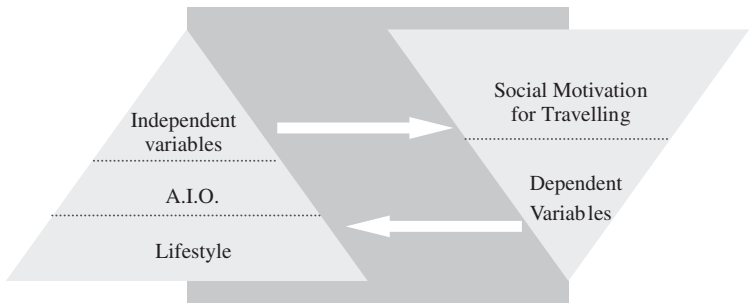 Independent
variables
A.I.O.
Lifestyle
Social Motivation
for Travelling
Dependent
Variables